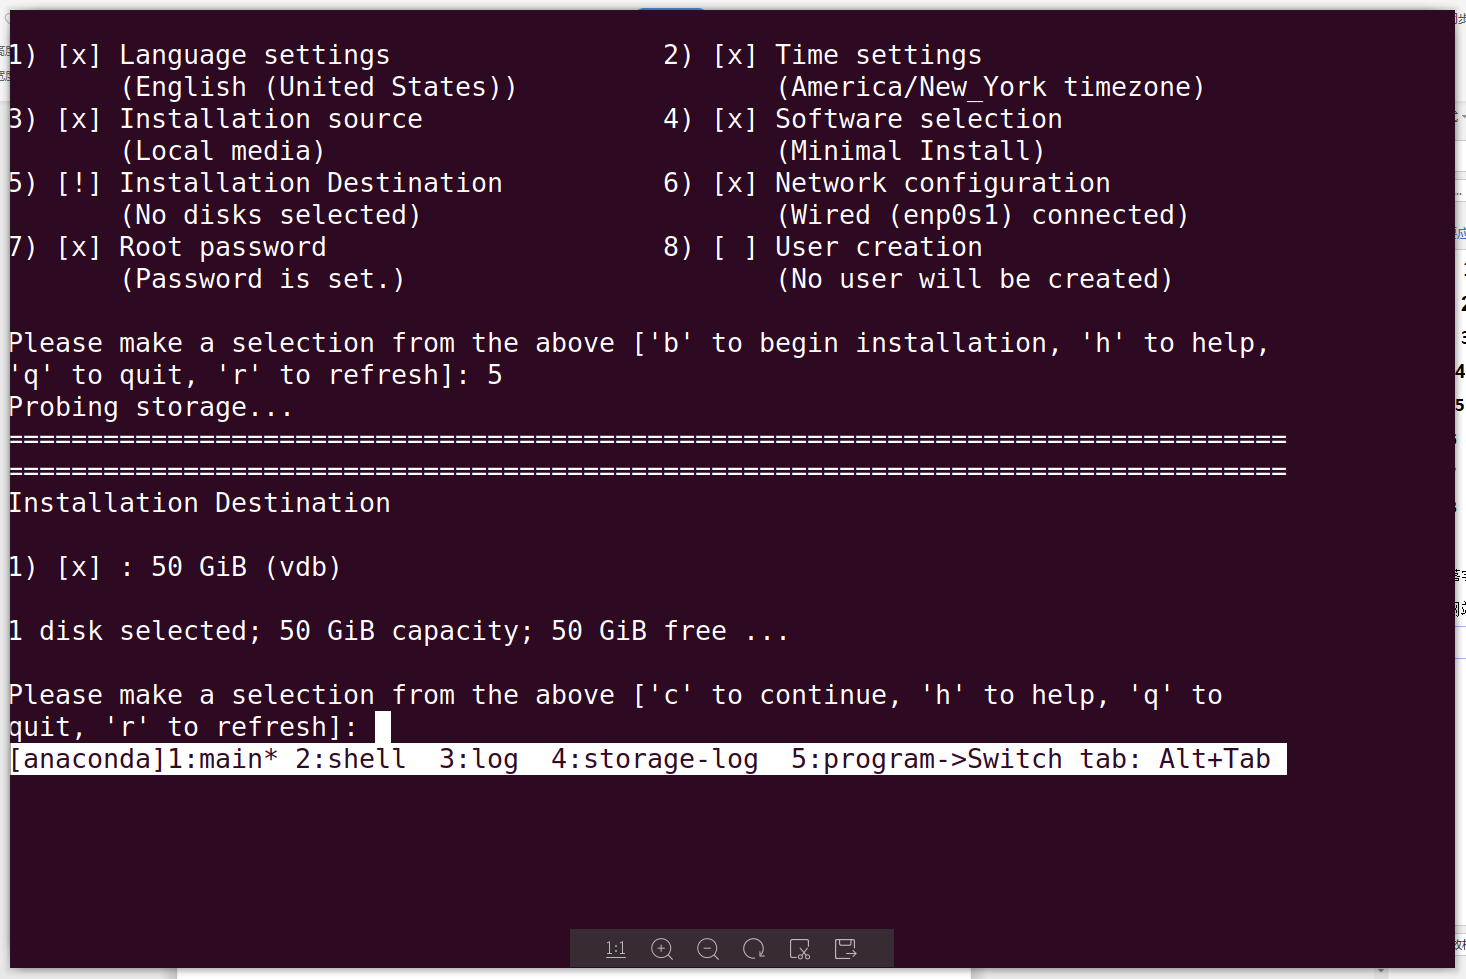 1) [x] Language settings 2) [x] Time settings
(English (United States)) (America/New_York timezone)
3) [x] Installation source 4) [x] Software selection
(Local media) (Minimal Install)
5) [!] Installation Destination 6) [x] Network configuration
(No disks selected) (Wired (enp0s1) connected)
7) [x] Root password 8) [ ] User creation
(Password is set.) (No user will be created)
Please make a selection from the above ['b' to begin installation, 'h' to help,
'q' to quit, 'r' to refresh]: 5
Probing storage...
================================================================================
================================================================================
Installation Destination
1) [x] : 50 GiB (vdb)
1 disk selected; 50 GiB capacity; 50 GiB free ...
Please make a selection from the above ['c' to continue, 'h' to help, 'q' to
quit, 'r' to refresh]:
[anaconda]1:main* 2:shell  3:log  4:storage-log  5:program->Switch tab: Alt+Tab
1:1